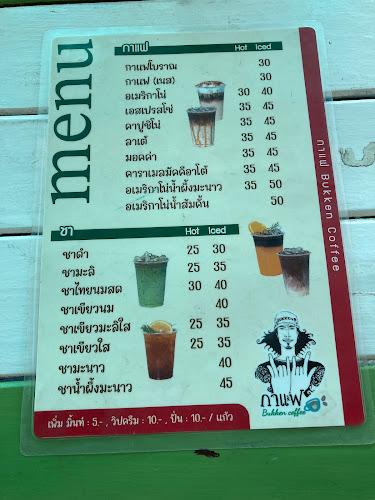 menu
กาแฟ Hot Iced
กาแฟโบราณ 30
กาแฟ (เนส) 30
อเมริกาโน่ 30 40
เอสเปรสโซ่ 35 45
คาปูชิโน่ 35 45
ลาเต้ 35 45
มอคค่า 35 45
คาราเมลมัคคีอาโต้ 35 45
อเมริกาโน่น้ำผึ้งมะนาว 35 50
อเมริกาโน่น้ำส้มคั้น 50
ชา Hot Iced
ชาดำ 25 30
ชามะลิ 25 35
ชาไทยนมสด 30 40
ชาเขียวนม 40
ชาเขียวมะลิใส 25 35
ชาเขียวใส 25 35
ชามะนาว 40
ชาน้ำผึ้งมะนาว 45
เพิ่ม มิ้นท์ : 5.- , วิปครีม : 10.- , ปั่น : 10.- / แก้ว
กาแฟ Bukken Coffee
กาแฟ
Bukken coffee